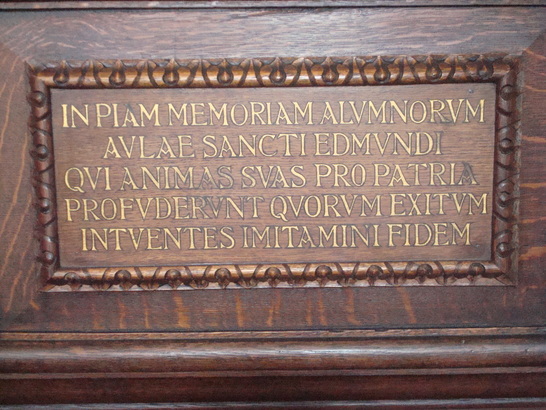 IN PIAM MEMORIAM ALVMNORVM
AVLAE SANCTI EDMVNDI
QVI ANIMAS SVAS PRO PATRIA
PROFVDERVNT QVORVM EXITVM
INTVENTES IMITAMINI FIDEM